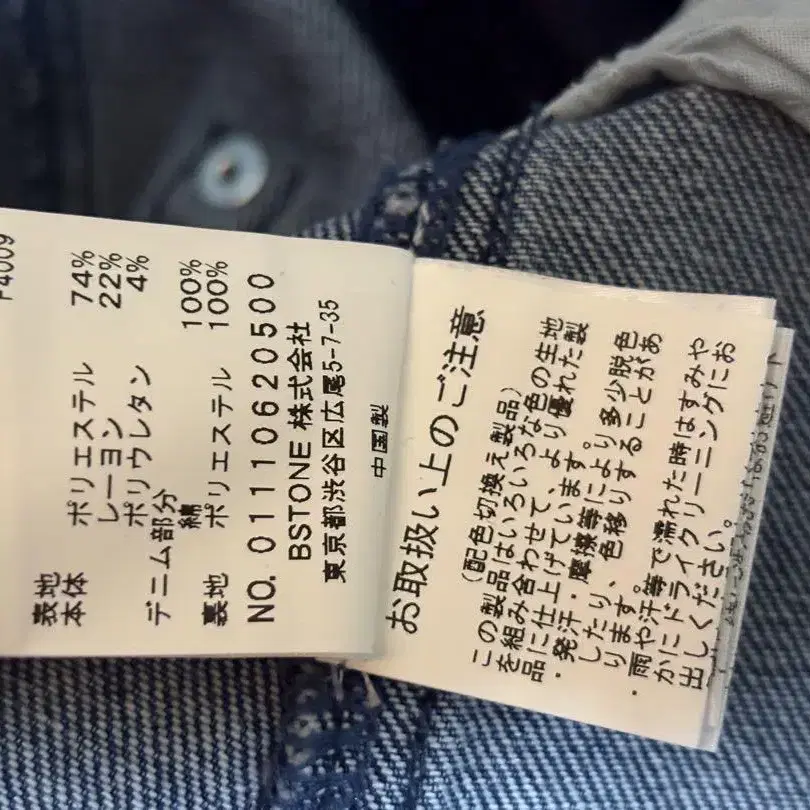 F4009
表地
本体 ポリエステル 74%
レーヨン 22%
ポリウレタン 4%
デニム部分
綿 100%
裏地 ポリエステル 100%
NO. 011110620500
BSTONE 株式会社
東京都渋谷区広尾5-7-35
中国製
お取扱い上のご注意
（配色切換え製品）
この製品はいろいろな色の生地
を組み合わせて、より優れた製
品に仕上げています。
・発汗・摩擦等により多少脱色
したり、色移りすることがあ
ります。
・雨や汗等で濡れた時はすみや
かにドライクリーニングにお
出しください。